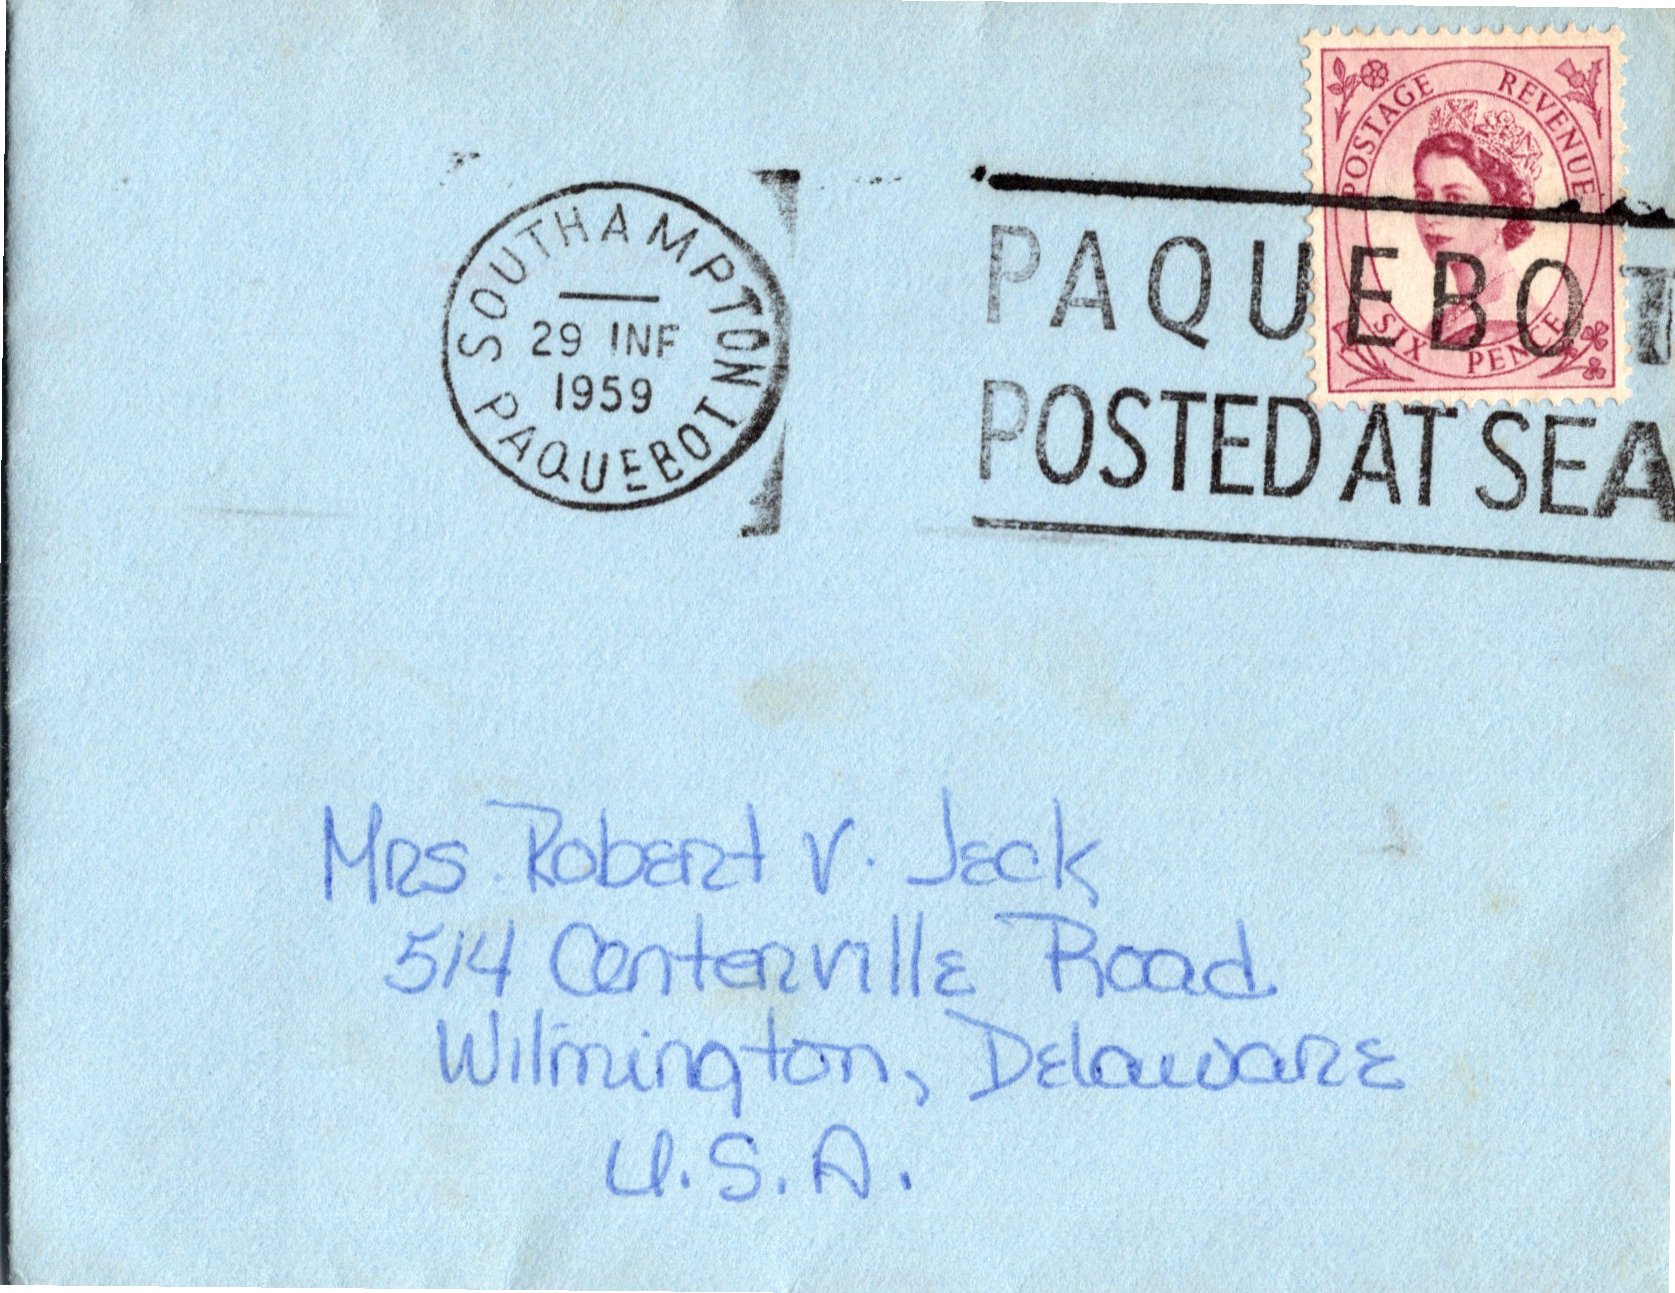 SOUTHAMPTON
29 INF
1959
PAQUEBOT
PAQUEBOT
POSTED AT SEA
POSTAGE REVENUE
SIX PENCE
Mrs. Robert V. Jeck
514 Centerville Road
Wilmington, Delaware
U.S.A.